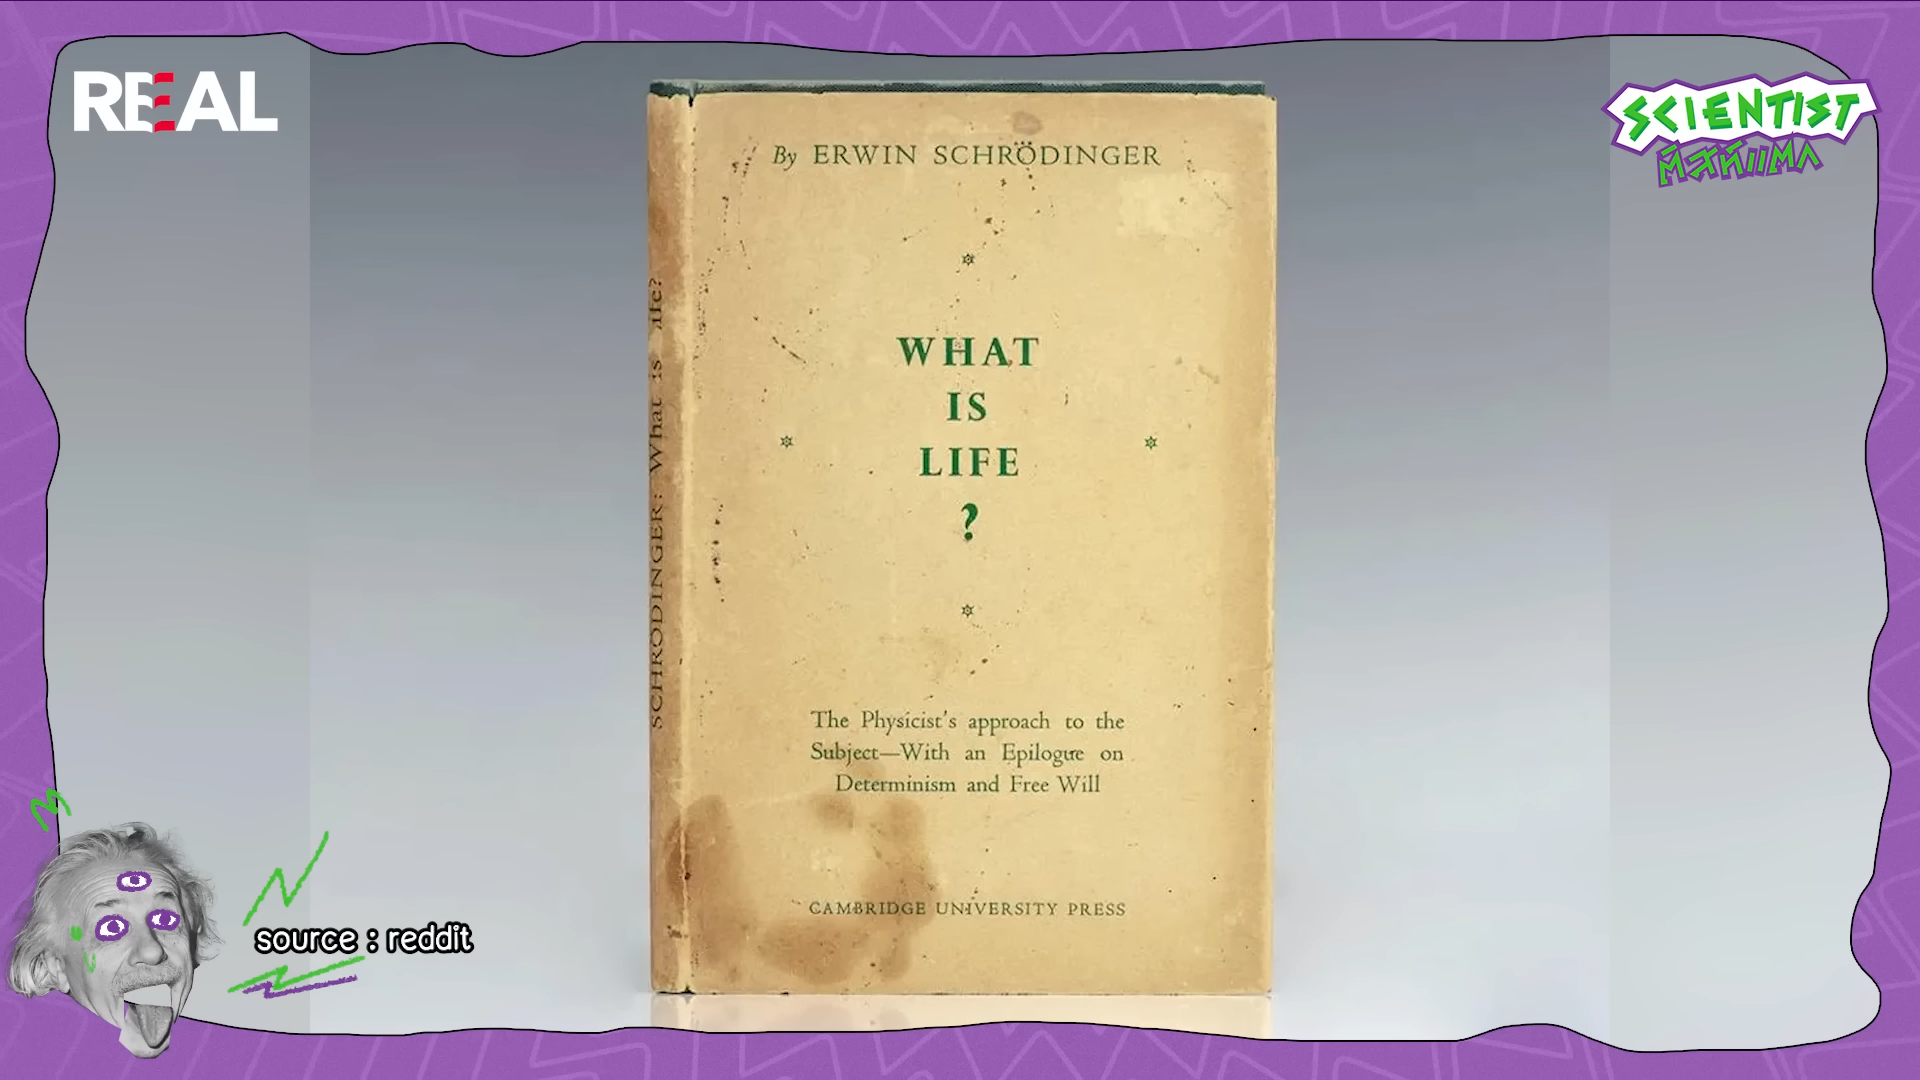 REAL
SCIENTIST
By ERWIN SCHRÖDINGER
WHAT
IS
LIFE
?
The Physicist's approach to the
Subject—With an Epilogue on
Determinism and Free Will
CAMBRIDGE UNIVERSITY PRESS
SCHRÖDINGER: What is life?
source : reddit